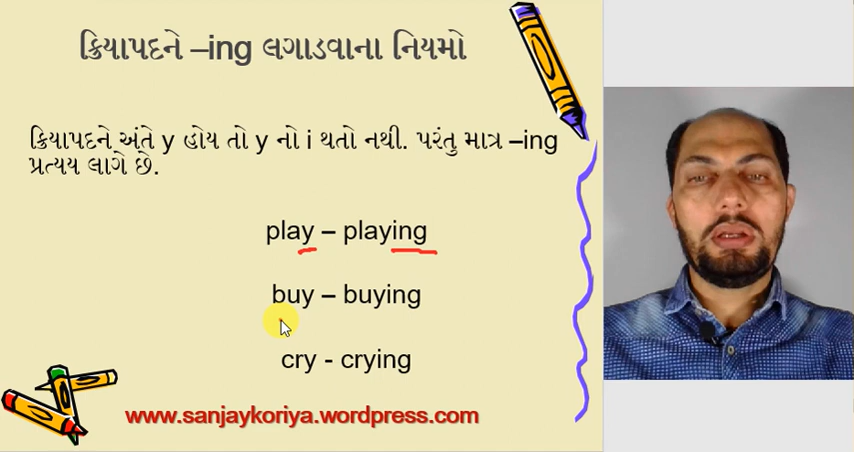 ક્રિયાપદને –ing લગાડવાના નિયમો
ક્રિયાપદને અંતે y હોય તો y નો i થતો નથી. પરંતુ માત્ર –ing
પ્રત્યય લાગે છે.
play – playing
buy – buying
cry - crying
www.sanjaykoriya.wordpress.com